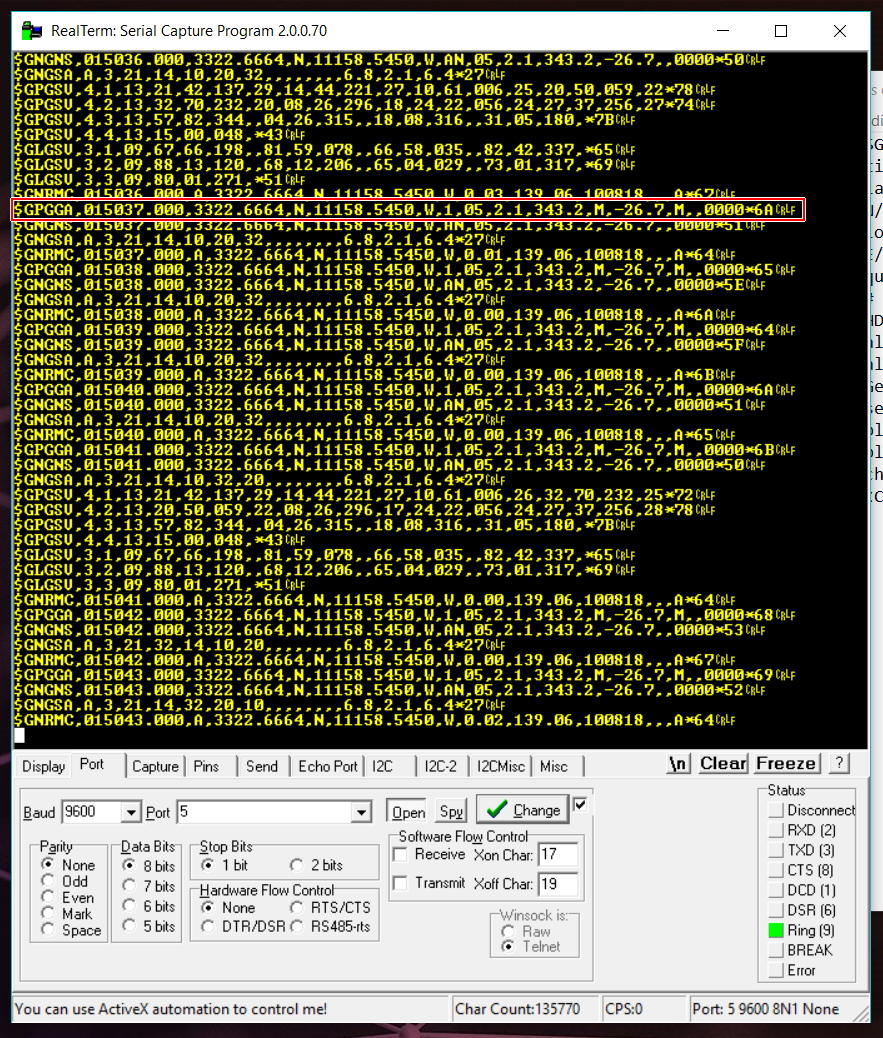 RealTerm: Serial Capture Program 2.0.0.70
$GNGNS,015036.000,3322.6664,N,11158.5450,W,AN,05,2.1,343.2,-26.7,,0000*50CRLF
$GNGSA,A,3,21,14,10,20,32,,,,,,,,6.8,2.1,6.4*27CRLF
$GPGSV,4,1,13,21,42,137,29,14,44,221,27,10,61,006,25,20,50,059,22*78CRLF
$GPGSV,4,2,13,32,70,232,20,08,26,296,18,24,22,056,24,27,37,256,27*74CRLF
$GPGSV,4,3,13,57,82,344,,04,26,315,,18,08,316,,31,05,180,*7BCRLF
$GPGSV,4,4,13,15,00,048,*43CRLF
$GLGSV,3,1,09,67,66,198,,81,59,078,,66,58,035,,82,42,337,*65CRLF
$GLGSV,3,2,09,88,13,120,,68,12,206,,65,04,029,,73,01,317,*69CRLF
$GLGSV,3,3,09,80,01,271,*51CRLF
$GNRMC,015036.000,A,3322.6664,N,11158.5450,W,0.03,139.06,100818,,,A*67CRLF
$GPGGA,015037.000,3322.6664,N,11158.5450,W,1,05,2.1,343.2,M,-26.7,M,,0000*6ACRLF
$GNGNS,015037.000,3322.6664,N,11158.5450,W,AN,05,2.1,343.2,-26.7,,0000*51CRLF
$GNGSA,A,3,21,14,10,20,32,,,,,,,,6.8,2.1,6.4*27CRLF
$GNRMC,015037.000,A,3322.6664,N,11158.5450,W,0.01,139.06,100818,,,A*64CRLF
$GPGGA,015038.000,3322.6664,N,11158.5450,W,1,05,2.1,343.2,M,-26.7,M,,0000*65CRLF
$GNGNS,015038.000,3322.6664,N,11158.5450,W,AN,05,2.1,343.2,-26.7,,0000*5ECRLF
$GNGSA,A,3,21,14,10,20,32,,,,,,,,6.8,2.1,6.4*27CRLF
$GNRMC,015038.000,A,3322.6664,N,11158.5450,W,0.00,139.06,100818,,,A*6ACRLF
$GPGGA,015039.000,3322.6664,N,11158.5450,W,1,05,2.1,343.2,M,-26.7,M,,0000*64CRLF
$GNGNS,015039.000,3322.6664,N,11158.5450,W,AN,05,2.1,343.2,-26.7,,0000*5FCRLF
$GNGSA,A,3,21,14,10,20,32,,,,,,,,6.8,2.1,6.4*27CRLF
$GNRMC,015039.000,A,3322.6664,N,11158.5450,W,0.00,139.06,100818,,,A*6BCRLF
$GPGGA,015040.000,3322.6664,N,11158.5450,W,1,05,2.1,343.2,M,-26.7,M,,0000*6ACRLF
$GNGNS,015040.000,3322.6664,N,11158.5450,W,AN,05,2.1,343.2,-26.7,,0000*51CRLF
$GNGSA,A,3,21,14,10,20,32,,,,,,,,6.8,2.1,6.4*27CRLF
$GNRMC,015040.000,A,3322.6664,N,11158.5450,W,0.00,139.06,100818,,,A*65CRLF
$GPGGA,015041.000,3322.6664,N,11158.5450,W,1,05,2.1,343.2,M,-26.7,M,,0000*6BCRLF
$GNGNS,015041.000,3322.6664,N,11158.5450,W,AN,05,2.1,343.2,-26.7,,0000*50CRLF
$GNGSA,A,3,21,14,10,32,20,,,,,,,,6.8,2.1,6.4*27CRLF
$GPGSV,4,1,13,21,42,137,29,14,44,221,27,10,61,006,26,32,70,232,25*72CRLF
$GPGSV,4,2,13,20,50,059,22,08,26,296,17,24,22,056,24,27,37,256,28*78CRLF
$GPGSV,4,3,13,57,82,344,,04,26,315,,18,08,316,,31,05,180,*7BCRLF
$GPGSV,4,4,13,15,00,048,*43CRLF
$GLGSV,3,1,09,67,66,198,,81,59,078,,66,58,035,,82,42,337,*65CRLF
$GLGSV,3,2,09,88,13,120,,68,12,206,,65,04,029,,73,01,317,*69CRLF
$GLGSV,3,3,09,80,01,271,*51CRLF
$GNRMC,015041.000,A,3322.6664,N,11158.5450,W,0.00,139.06,100818,,,A*64CRLF
$GPGGA,015042.000,3322.6664,N,11158.5450,W,1,05,2.1,343.2,M,-26.7,M,,0000*68CRLF
$GNGNS,015042.000,3322.6664,N,11158.5450,W,AN,05,2.1,343.2,-26.7,,0000*53CRLF
$GNGSA,A,3,21,32,14,10,20,,,,,,,,6.8,2.1,6.4*27CRLF
$GNRMC,015042.000,A,3322.6664,N,11158.5450,W,0.00,139.06,100818,,,A*67CRLF
$GPGGA,015043.000,3322.6664,N,11158.5450,W,1,05,2.1,343.2,M,-26.7,M,,0000*69CRLF
$GNGNS,015043.000,3322.6664,N,11158.5450,W,AN,05,2.1,343.2,-26.7,,0000*52CRLF
$GNGSA,A,3,21,14,32,20,10,,,,,,,,6.8,2.1,6.4*27CRLF
$GNRMC,015043.000,A,3322.6664,N,11158.5450,W,0.02,139.06,100818,,,A*64CRLF
Display Port Capture Pins Send Echo Port I2C I2C-2 I2CMisc Misc \n Clear Freeze ?
Baud 9600 Port 5 Open Spy Change
Parity
None
Odd
Even
Mark
Space
Data Bits
8 bits
7 bits
6 bits
5 bits
Stop Bits
1 bit 2 bits
Hardware Flow Control
None RTS/CTS
DTR/DSR RS485-rts
Software Flow Control
Receive Xon Char: 17
Transmit Xoff Char: 19
Winsock is:
Raw
Telnet
Status
Disconnect
RXD (2)
TXD (3)
CTS (8)
DCD (1)
DSR (6)
Ring (9)
BREAK
Error
You can use ActiveX automation to control me! Char Count:135770 CPS:0 Port: 5 9600 8N1 None